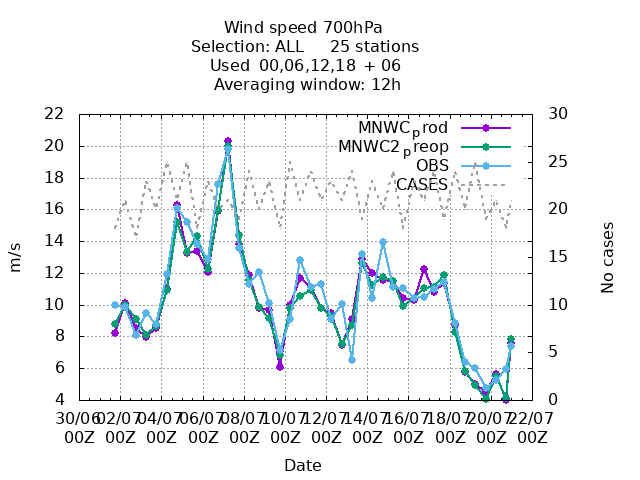 Wind speed 700hPa
Selection: ALL     25 stations
Used  00,06,12,18 + 06
Averaging window: 12h
22
20
18
16
14
12
10
8
6
4
m/s
30
25
20
15
10
5
0
No cases
MNWCprod
MNWC2preop
OBS
CASES
30/06 02/07 04/07 06/07 08/07 10/07 12/07 14/07 16/07 18/07 20/07 22/07
00Z 00Z 00Z 00Z 00Z 00Z 00Z 00Z 00Z 00Z 00Z 00Z
Date